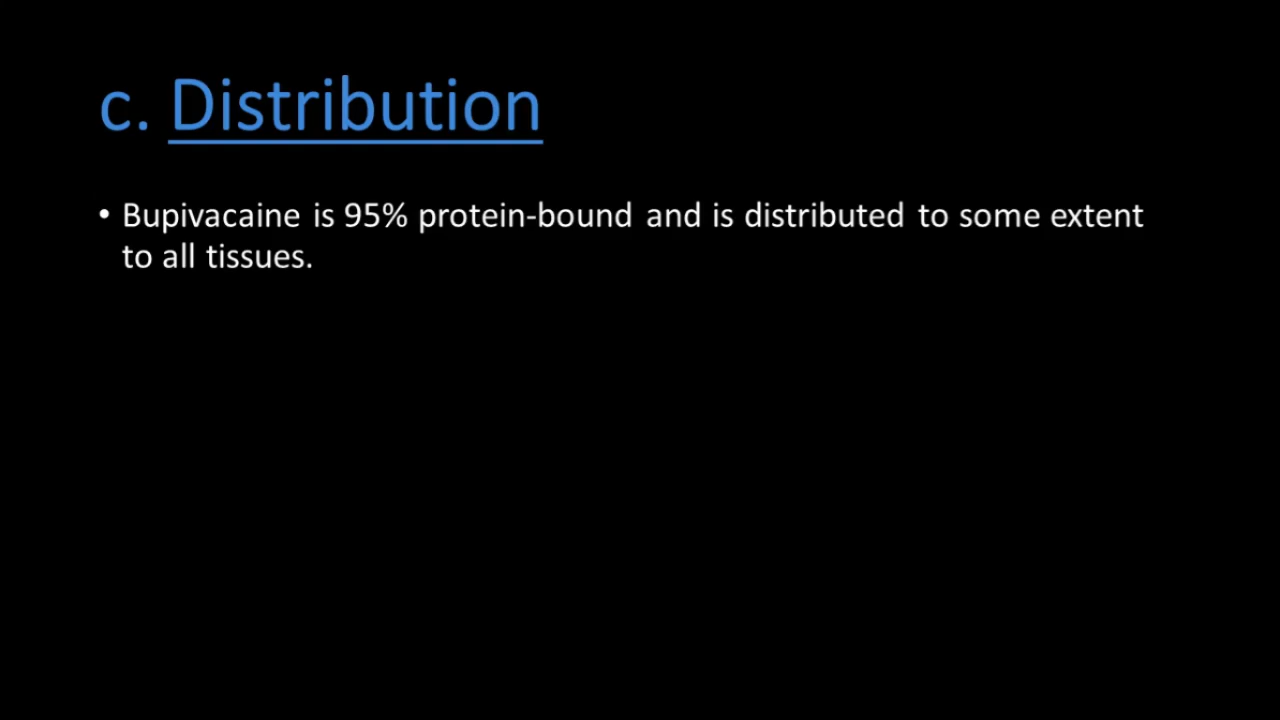 c. Distribution
• Bupivacaine is 95% protein-bound and is distributed to some extent
to all tissues.